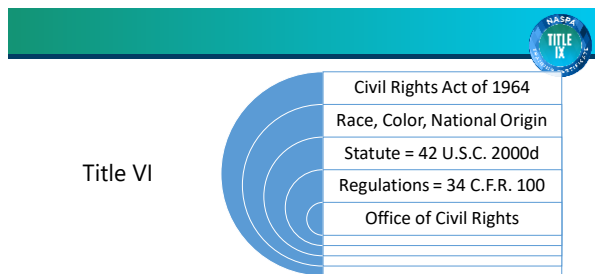 NASPA
TITLE
IX
Civil Rights Act of 1964
Race, Color, National Origin
Statute = 42 U.S.C. 2000d
Title VI
Regulations = 34 C.F.R. 100
Office of Civil Rights